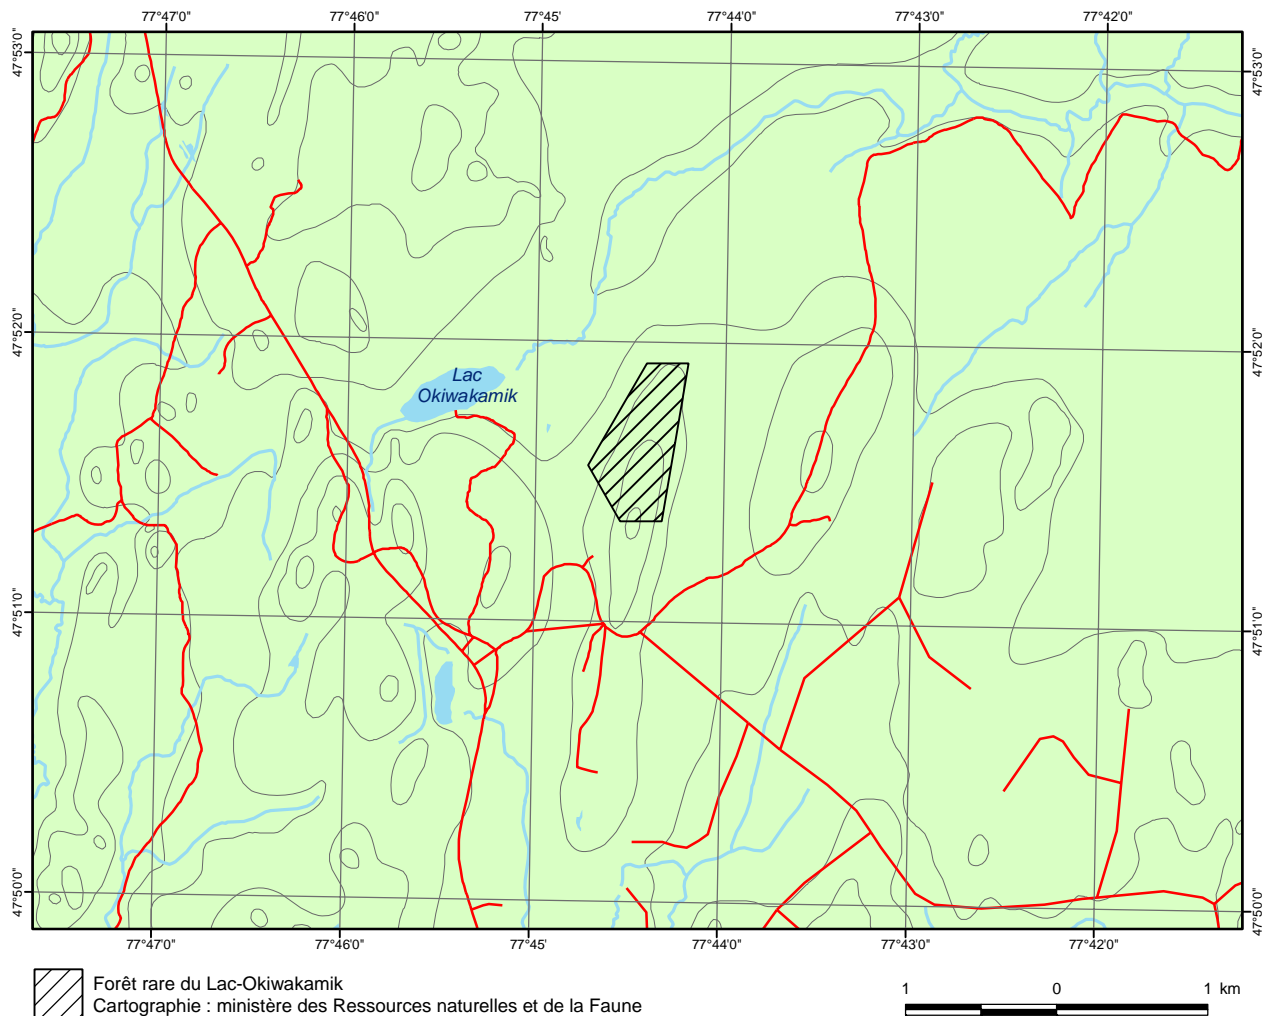 77°47'0" 77°46'0" 77°45' 77°44'0" 77°43'0" 77°42'0"
47°53'0" 47°53'0"
47°52'0" 47°52'0"
Lac
Okiwakamik
47°51'0" 47°51'0"
47°50'0" 47°50'0"
77°47'0" 77°46'0" 77°45' 77°44'0" 77°43'0" 77°42'0"
Forêt rare du Lac-Okiwakamik
Cartographie : ministère des Ressources naturelles et de la Faune
1 0 1 km